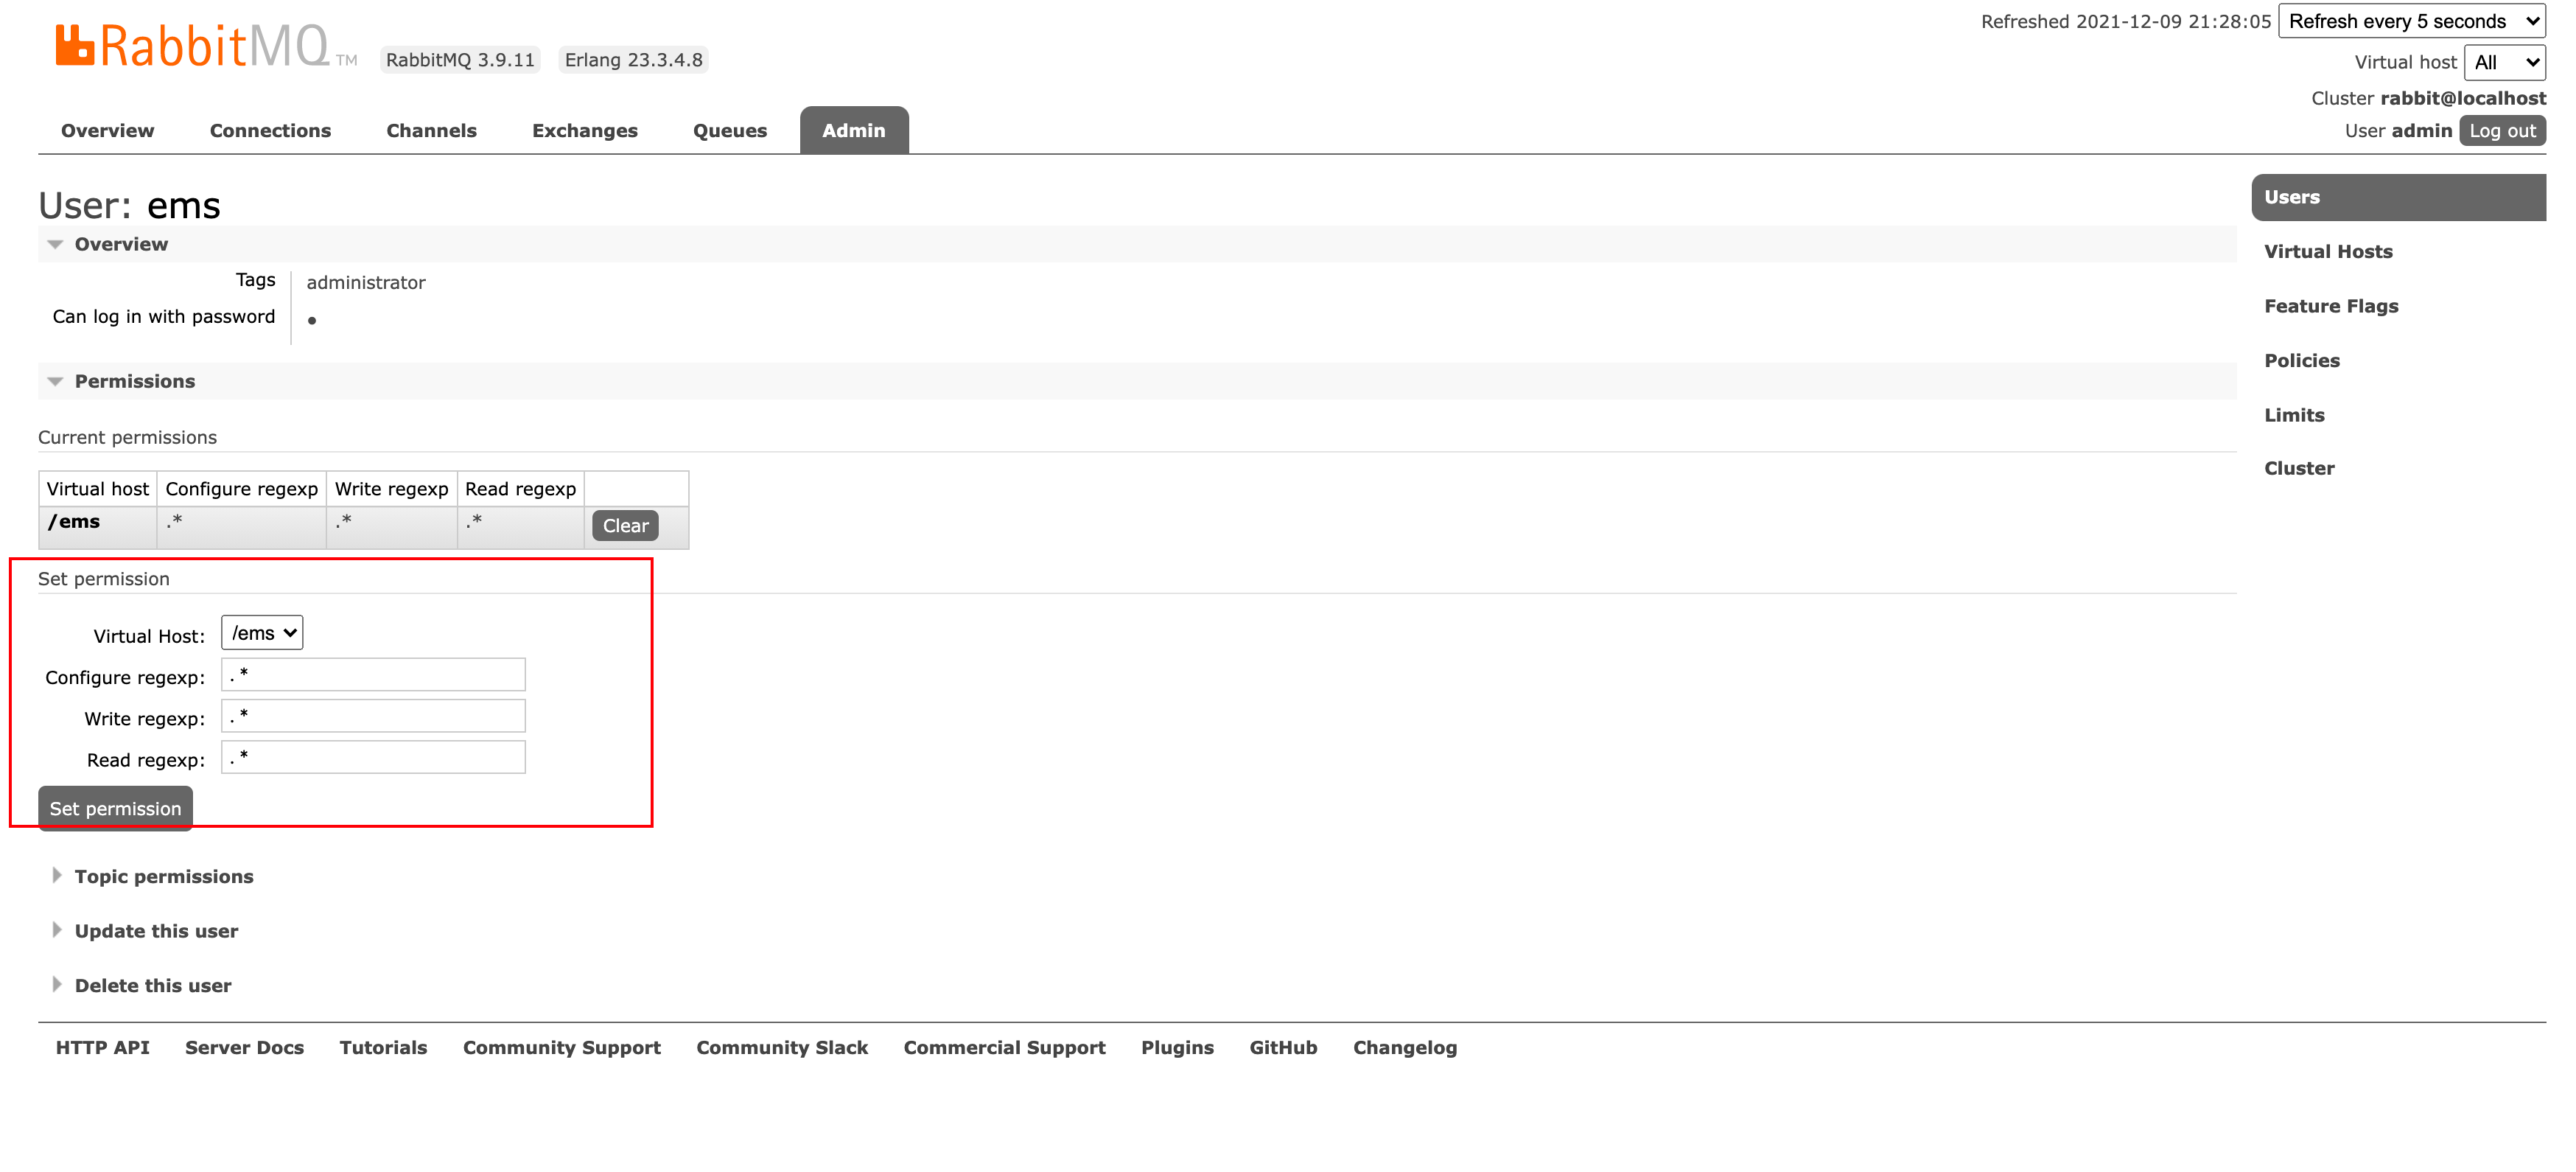 Refreshed 2021-12-09 21:28:05 Refresh every 5 seconds
RabbitMQ TM RabbitMQ 3.9.11 Erlang 23.3.4.8
Virtual host All
Cluster rabbit@localhost
User admin Log out
Overview Connections Channels Exchanges Queues Admin
User: ems
Overview
Tags administrator
Can log in with password •
Permissions
Current permissions
Virtual host Configure regexp Write regexp Read regexp
/ems .* .* .* Clear
Set permission
Virtual Host: /ems
Configure regexp: .*
Write regexp: .*
Read regexp: .*
Set permission
Topic permissions
Update this user
Delete this user
Users
Virtual Hosts
Feature Flags
Policies
Limits
Cluster
HTTP API Server Docs Tutorials Community Support Community Slack Commercial Support Plugins GitHub Changelog